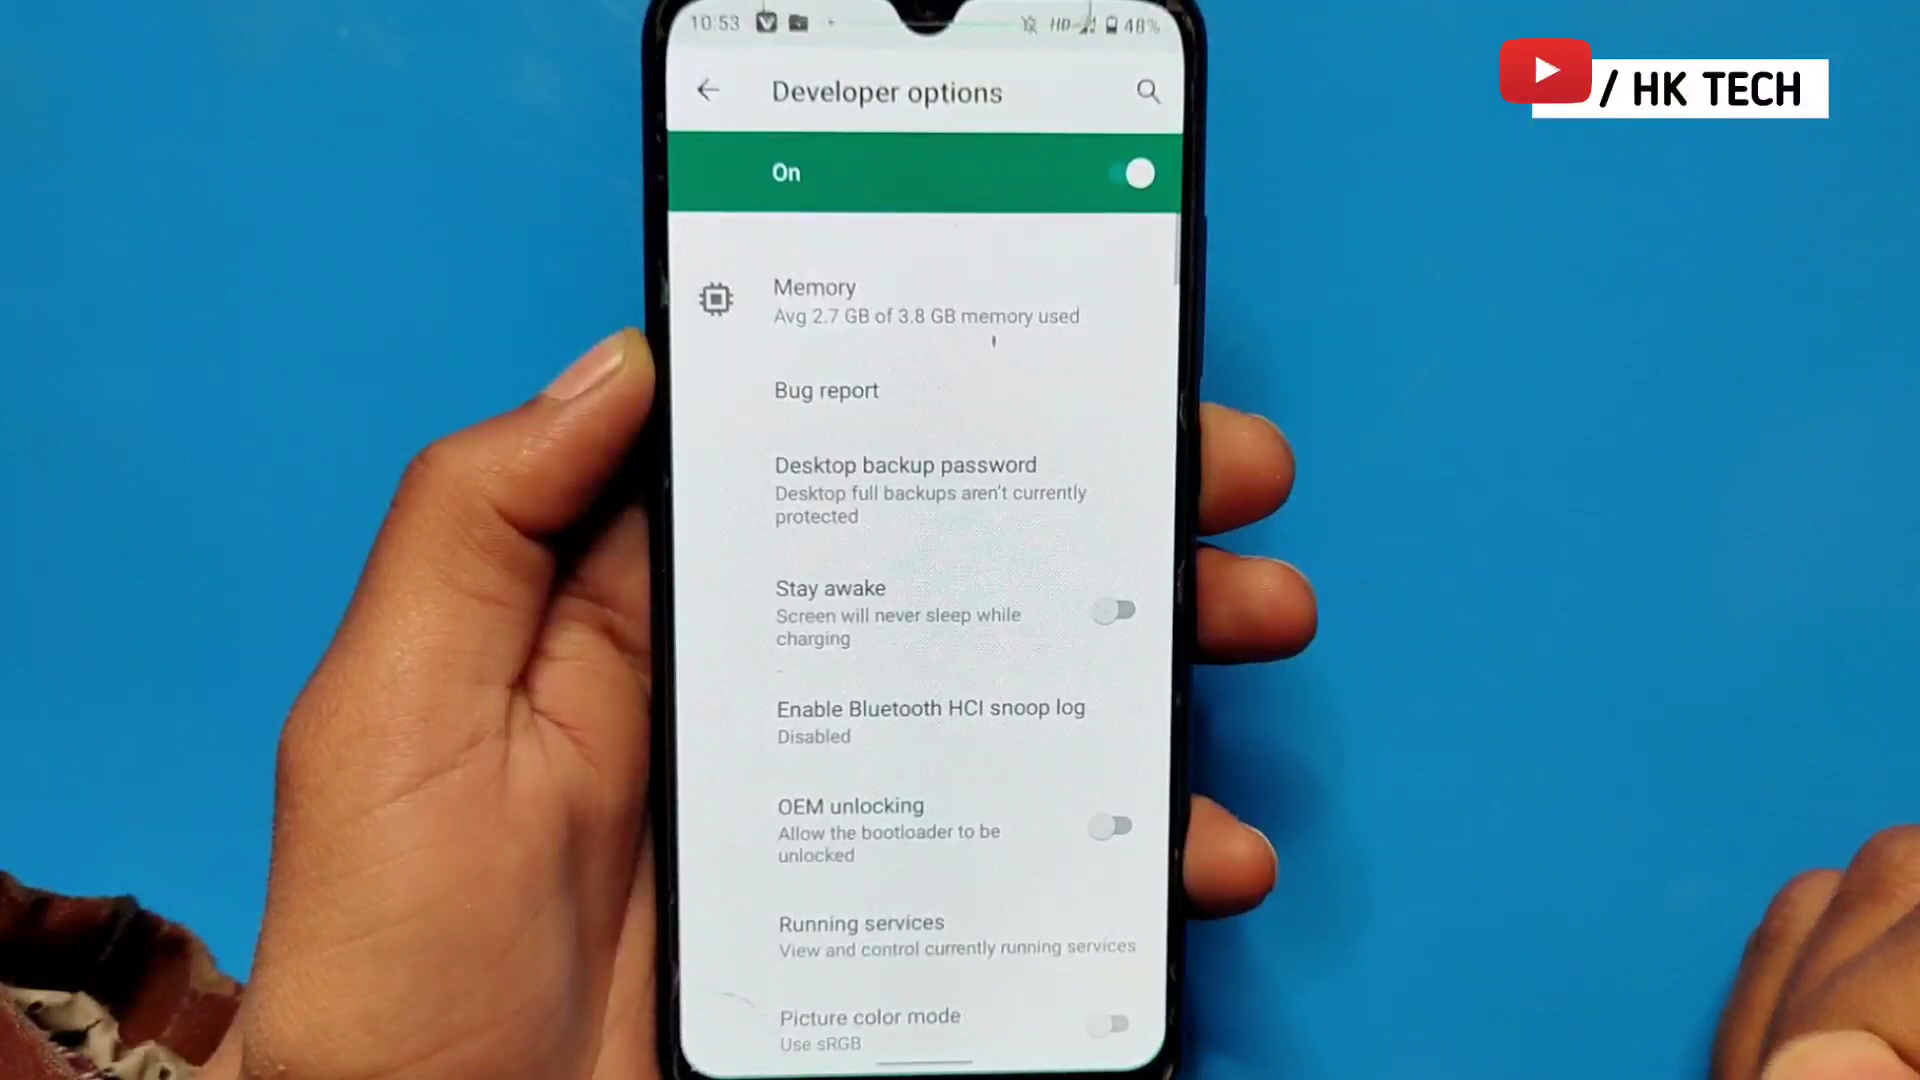 10:53
HD
48%
/ HK TECH
Developer options
On
Memory
Avg 2.7 GB of 3.8 GB memory used
Bug report
Desktop backup password
Desktop full backups aren't currently
protected
Stay awake
Screen will never sleep while
charging
Enable Bluetooth HCI snoop log
Disabled
OEM unlocking
Allow the bootloader to be
unlocked
Running services
View and control currently running services
Picture color mode
Use sRGB